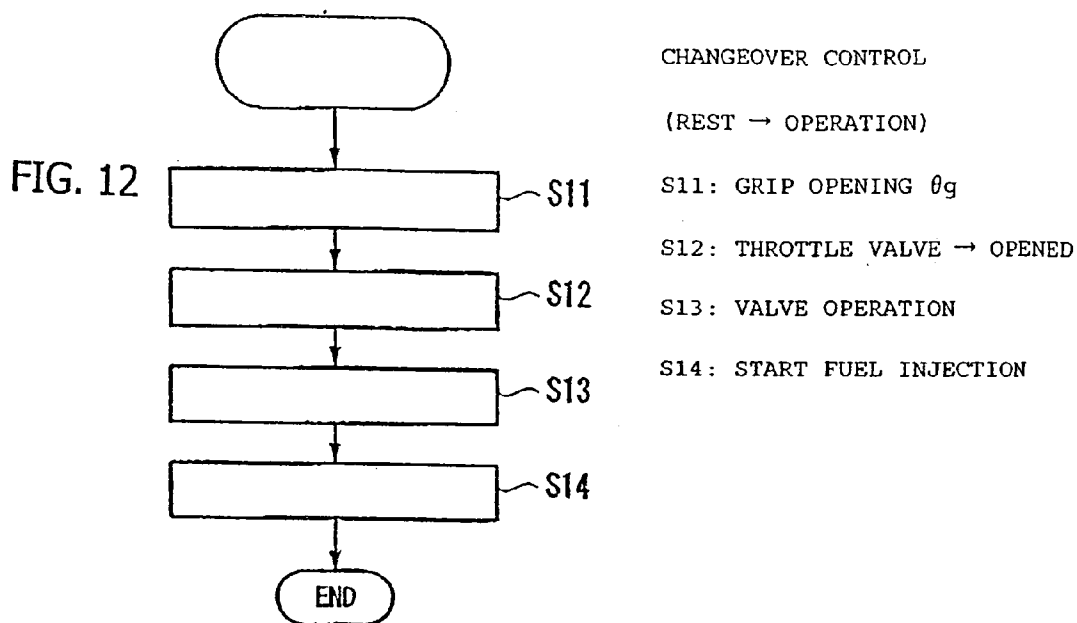 FIG. 12
S11
S12
S13
S14
END
CHANGEOVER CONTROL
(REST → OPERATION)
S11: GRIP OPENING θg
S12: THROTTLE VALVE → OPENED
S13: VALVE OPERATION
S14: START FUEL INJECTION